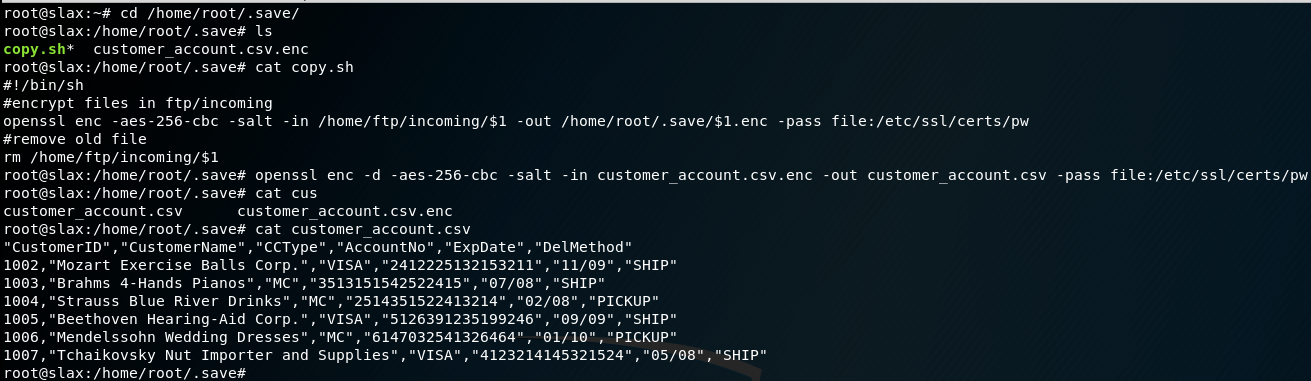 root@slax:~# cd /home/root/.save/
root@slax:/home/root/.save# ls
copy.sh*  customer_account.csv.enc
root@slax:/home/root/.save# cat copy.sh
#!/bin/sh
#encrypt files in ftp/incoming
openssl enc -aes-256-cbc -salt -in /home/ftp/incoming/$1 -out /home/root/.save/$1.enc -pass file:/etc/ssl/certs/pw
#remove old file
rm /home/ftp/incoming/$1
root@slax:/home/root/.save# openssl enc -d -aes-256-cbc -salt -in customer_account.csv.enc -out customer_account.csv -pass file:/etc/ssl/certs/pw
root@slax:/home/root/.save# cat cus
customer_account.csv      customer_account.csv.enc
root@slax:/home/root/.save# cat customer_account.csv
"CustomerID","CustomerName","CCType","AccountNo","ExpDate","DelMethod"
1002,"Mozart Exercise Balls Corp.","VISA","2412225132153211","11/09","SHIP"
1003,"Brahms 4-Hands Pianos","MC","3513151542522415","07/08","SHIP"
1004,"Strauss Blue River Drinks","MC","2514351522413214","02/08","PICKUP"
1005,"Beethoven Hearing-Aid Corp.","VISA","5126391235199246","09/09","SHIP"
1006,"Mendelssohn Wedding Dresses","MC","6147032541326464","01/10","PICKUP"
1007,"Tchaikovsky Nut Importer and Supplies","VISA","4123214145321524","05/08","SHIP"
root@slax:/home/root/.save#